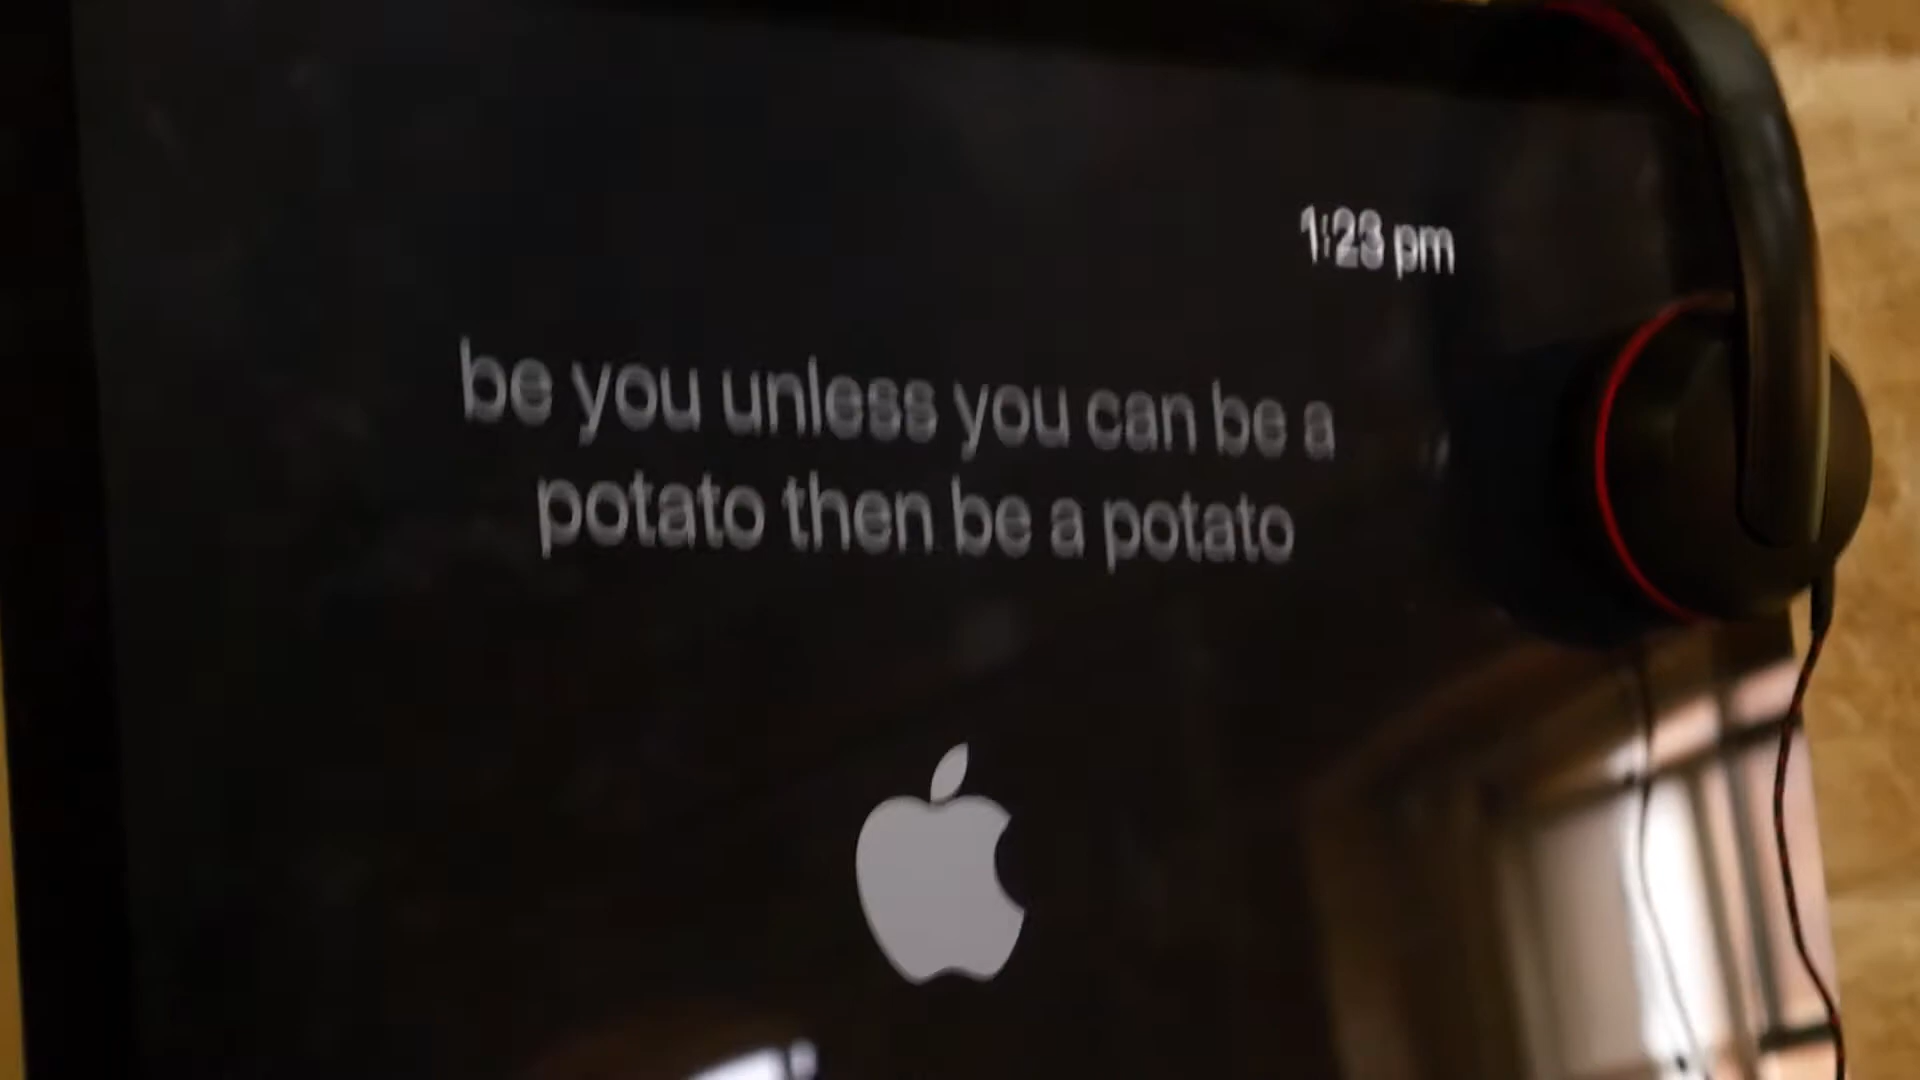 1:23 pm
be you unless you can be a
potato then be a potato